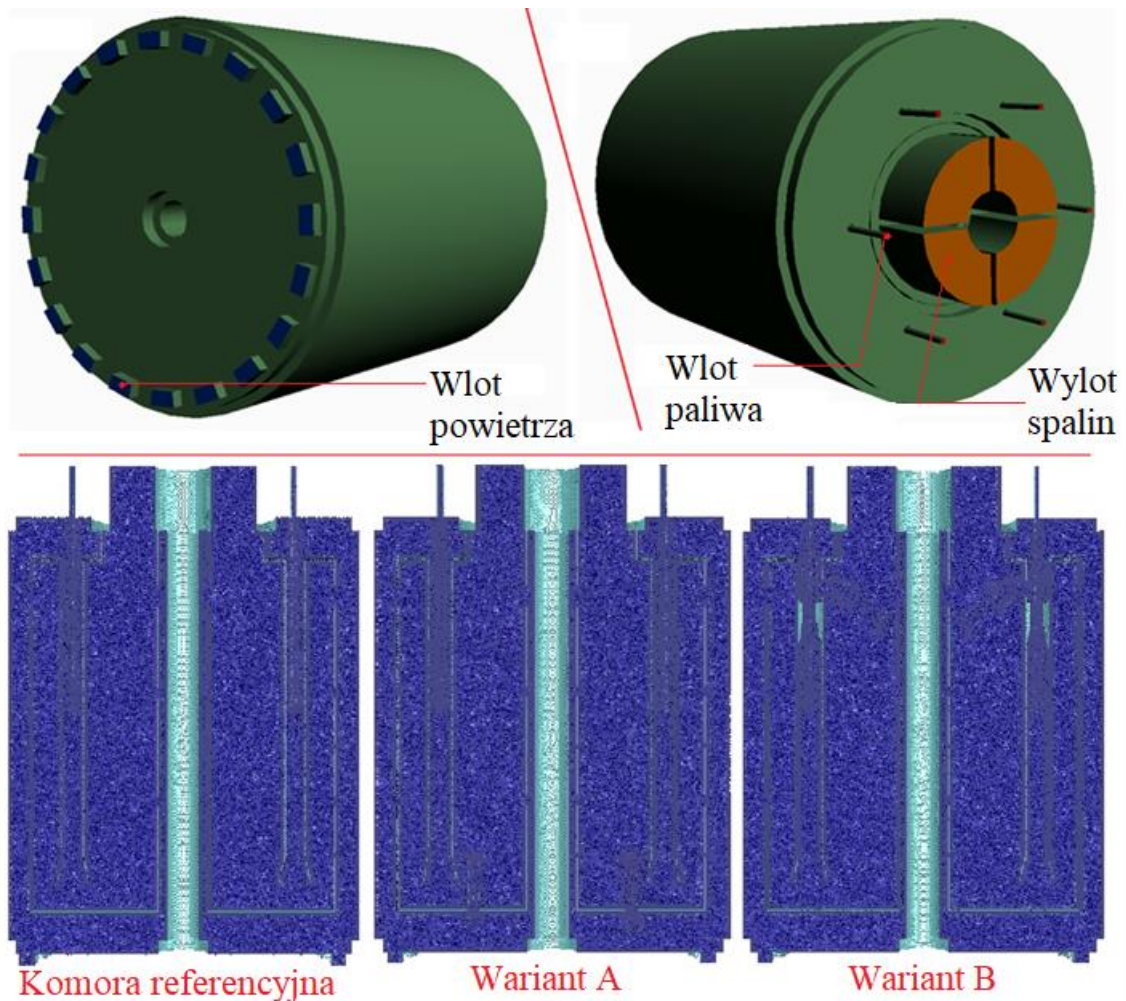 Wlot
powietrza
Wlot
paliwa
Wylot
spalin
Komora referencyjna
Wariant A
Wariant B